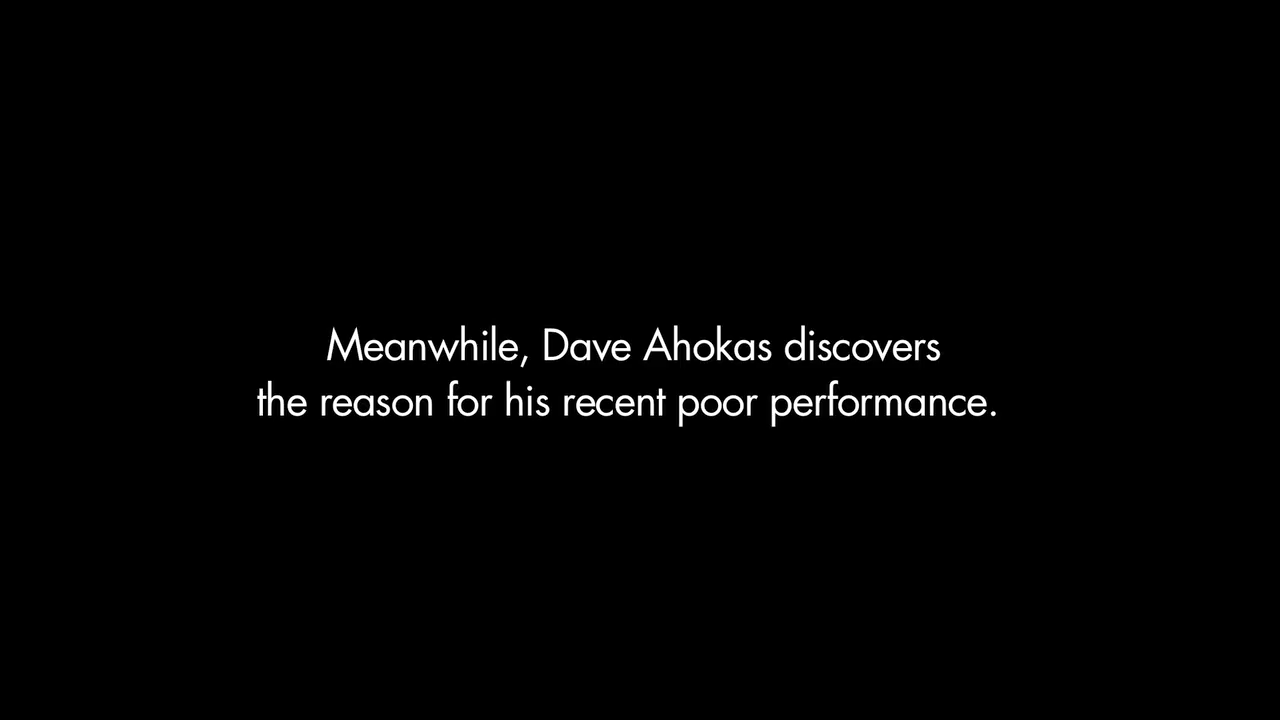 Meanwhile, Dave Ahokas discovers
the reason for his recent poor performance.